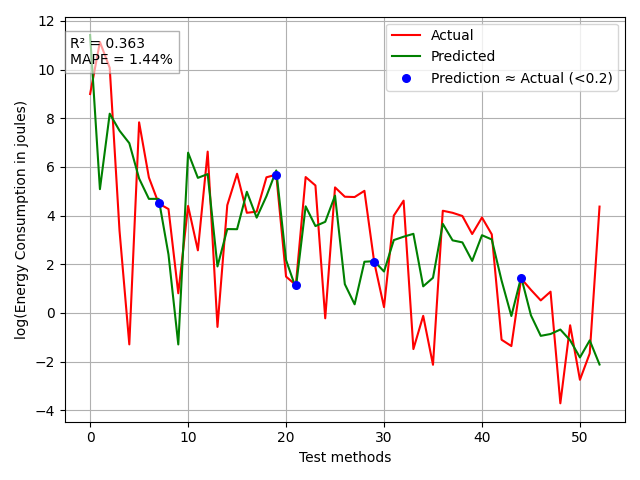 R² = 0.363
MAPE = 1.44%
Actual
Predicted
Prediction ≈ Actual (<0.2)
log(Energy Consumption in joules)
12
10
8
6
4
2
0
−2
−4
0 10 20 30 40 50
Test methods